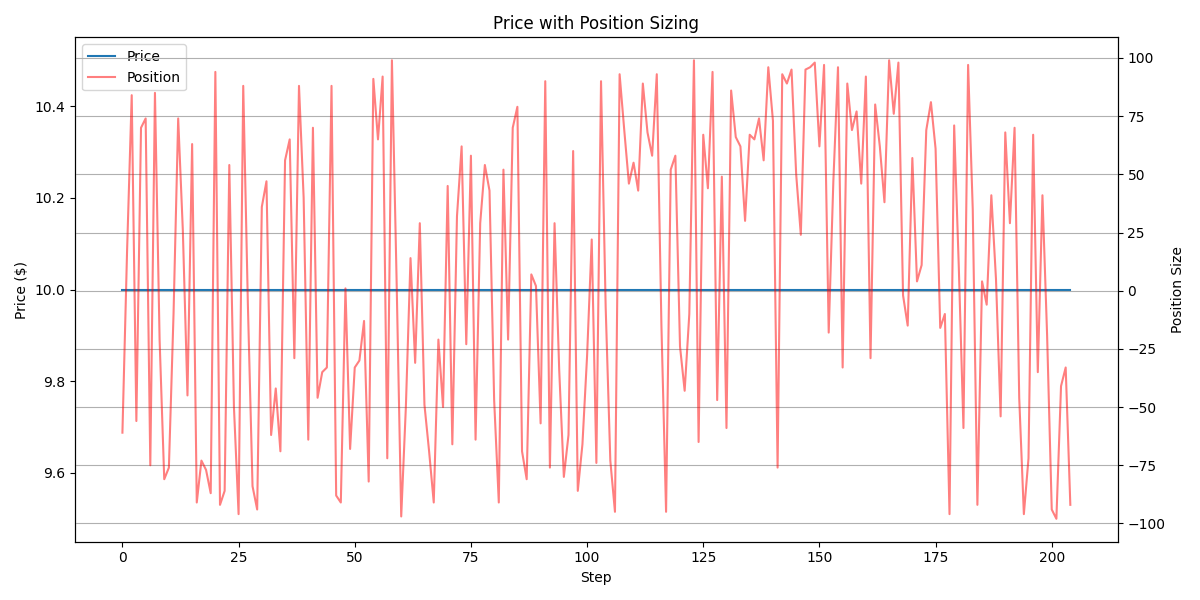 Price with Position Sizing
Price
Position
Price ($)
10.4
10.2
10.0
9.8
9.6
100
75
50
25
0
−25
−50
−75
−100
Position Size
0 25 50 75 100 125 150 175 200
Step